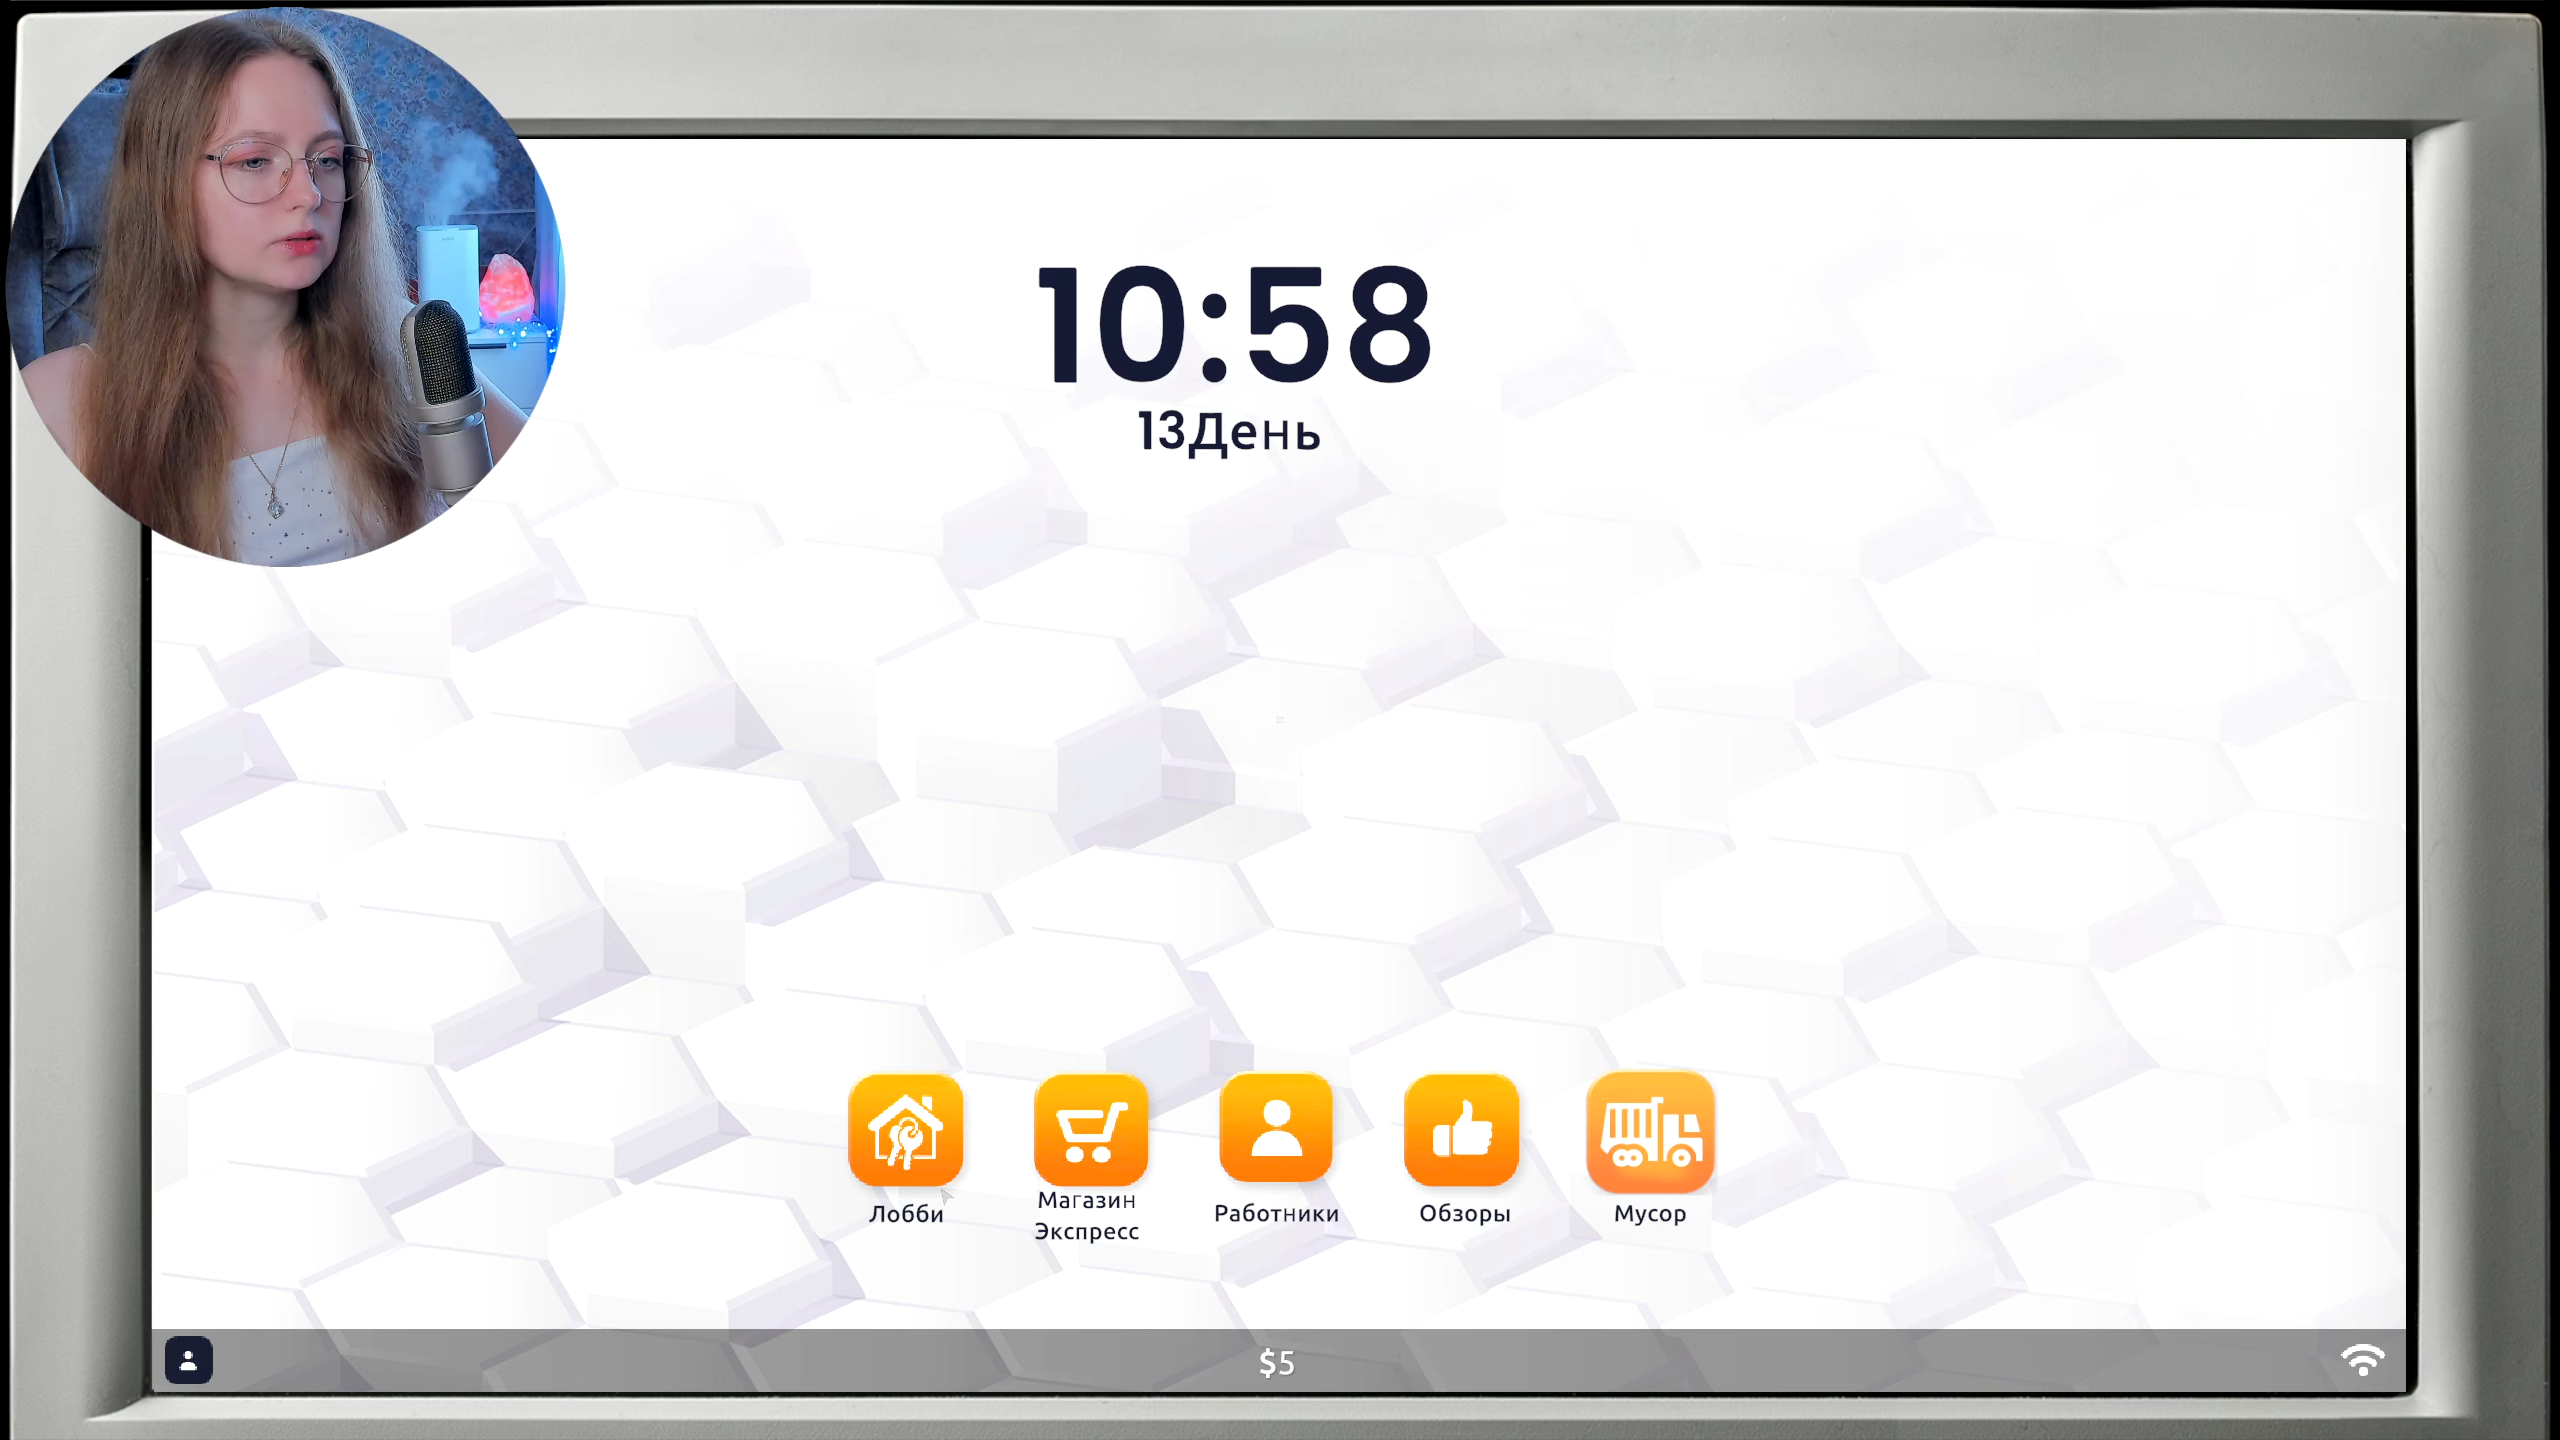 10:58
13День
Лобби
Магазин
Экспресс
Работники
Обзоры
Мусор
$5